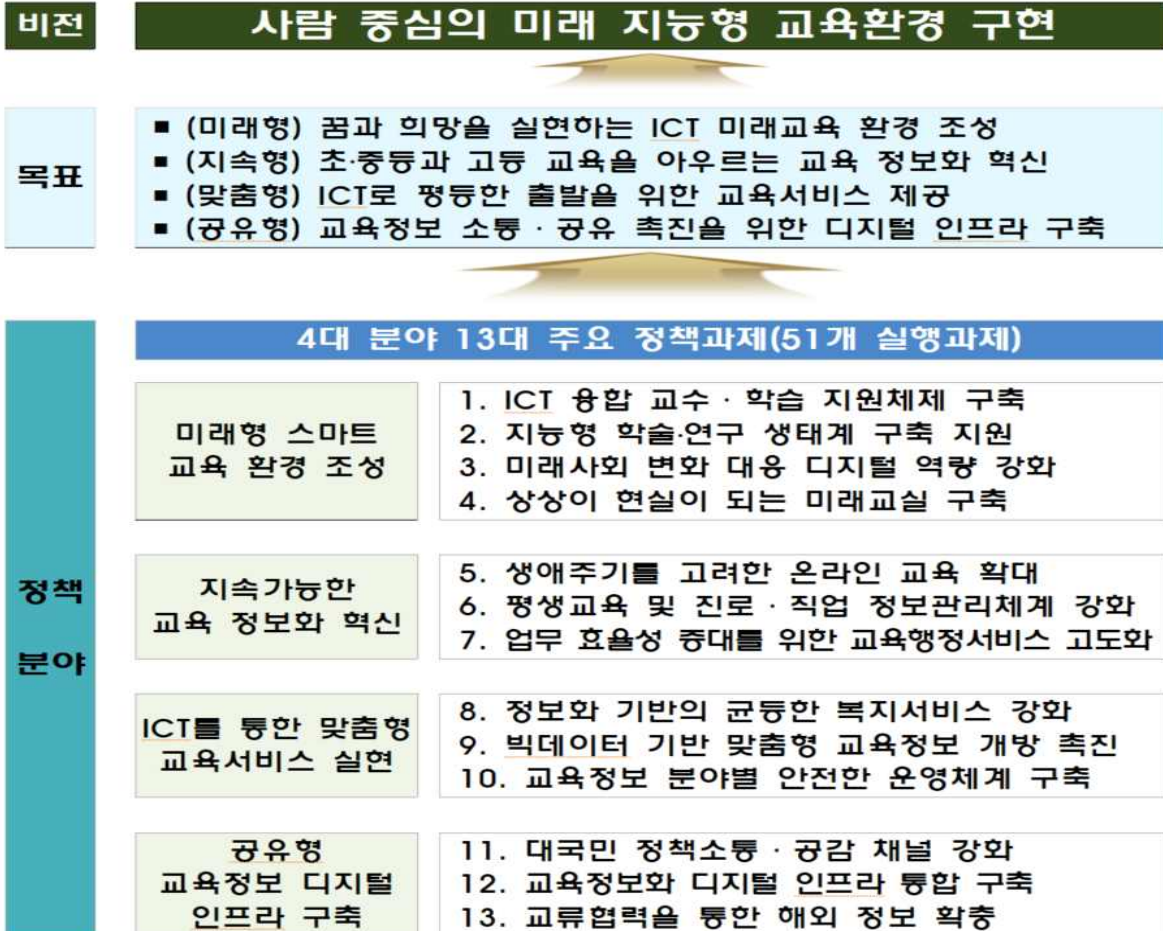 비전
사람 중심의 미래 지능형 교육환경 구현
목표
▪ (미래형) 꿈과 희망을 실현하는 ICT 미래교육 환경 조성
▪ (지속형) 초·중등과 고등 교육을 아우르는 교육 정보화 혁신
▪ (맞춤형) ICT로 평등한 출발을 위한 교육서비스 제공
▪ (공유형) 교육정보 소통 · 공유 촉진을 위한 디지털 인프라 구축
정책
분야
4대 분야 13대 주요 정책과제(51개 실행과제)
미래형 스마트
교육 환경 조성
1. ICT 융합 교수 · 학습 지원체제 구축
2. 지능형 학술·연구 생태계 구축 지원
3. 미래사회 변화 대응 디지털 역량 강화
4. 상상이 현실이 되는 미래교실 구축
지속가능한
교육 정보화 혁신
5. 생애주기를 고려한 온라인 교육 확대
6. 평생교육 및 진로 · 직업 정보관리체계 강화
7. 업무 효율성 증대를 위한 교육행정서비스 고도화
ICT를 통한 맞춤형
교육서비스 실현
8. 정보화 기반의 균등한 복지서비스 강화
9. 빅데이터 기반 맞춤형 교육정보 개방 촉진
10. 교육정보 분야별 안전한 운영체계 구축
공유형
교육정보 디지털
인프라 구축
11. 대국민 정책소통 · 공감 채널 강화
12. 교육정보화 디지털 인프라 통합 구축
13. 교류협력을 통한 해외 정보 확충